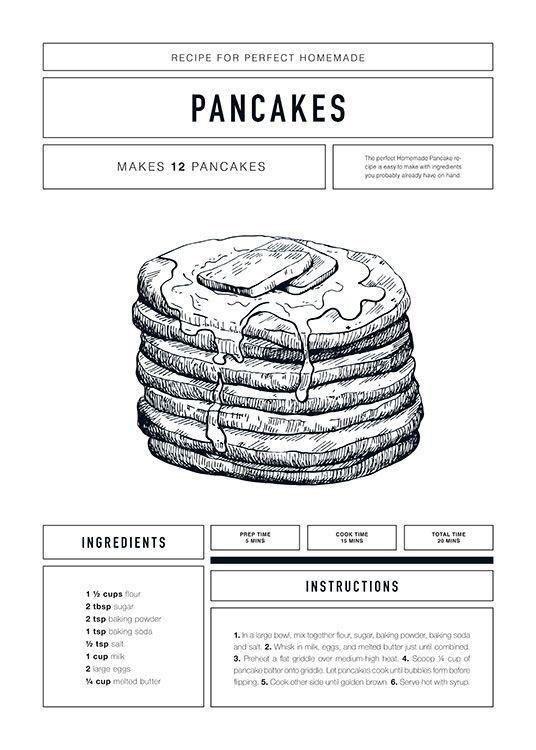 RECIPE FOR PERFECT HOMEMADE
PANCAKES
MAKES 12 PANCAKES
The perfect Homemade Pancake re-
cipe is easy to make with ingredients
you probably already have on hand.
INGREDIENTS
1 ½ cups flour
2 tbsp sugar
2 tsp baking powder
1 tsp baking soda
½ tsp salt
1 cup milk
2 large eggs
¼ cup melted butter
PREP TIME
5 MINS
COOK TIME
15 MINS
TOTAL TIME
20 MINS
INSTRUCTIONS
1. In a large bowl, mix together flour, sugar, baking powder, baking soda
and salt. 2. Whisk in milk, eggs, and melted butter just until combined.
3. Preheat a flat griddle over medium-high heat. 4. Scoop ¼ cup of
pancake batter onto griddle. Let pancakes cook until bubbles form before
flipping. 5. Cook other side until golden brown. 6. Serve hot with syrup.